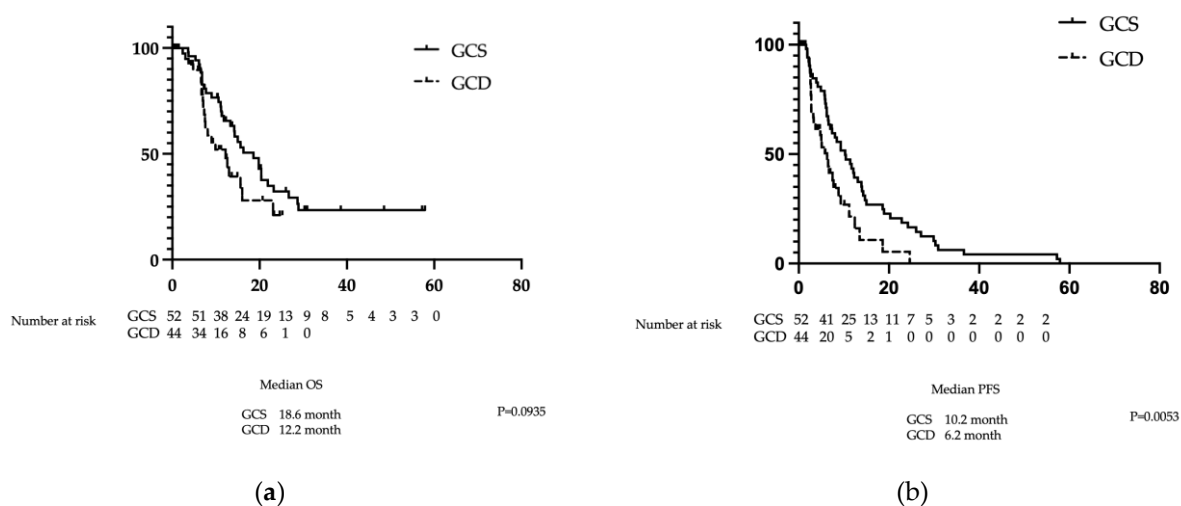 100
50
0
0 20 40 60 80
GCS
GCD
Number at risk
GCS 52 51 38 24 19 13 9 8 5 4 3 3 0
GCD 44 34 16 8 6 1 0
Median OS
GCS 18.6 month
GCD 12.2 month
P=0.0935
(a)
100
50
0
0 20 40 60 80
GCS
GCD
Number at risk
GCS 52 41 25 13 11 7 5 3 2 2 2 2
GCD 44 20 5 2 1 0 0 0 0 0 0 0
Median PFS
GCS 10.2 month
GCD 6.2 month
P=0.0053
(b)